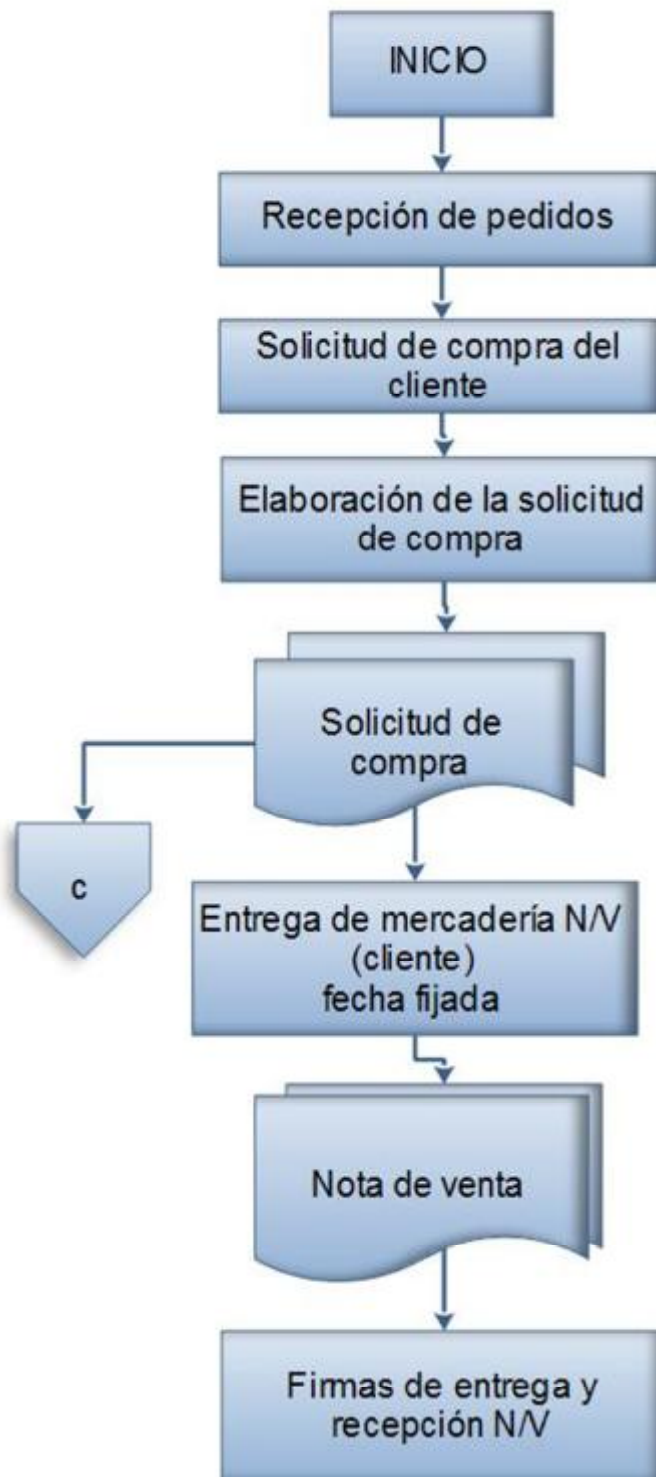 INICIO
Recepción de pedidos
Solicitud de compra del
cliente
Elaboración de la solicitud
de compra
Solicitud de
compra
c
Entrega de mercadería N/V
(cliente)
fecha fijada
Nota de venta
Firmas de entrega y
recepción N/V